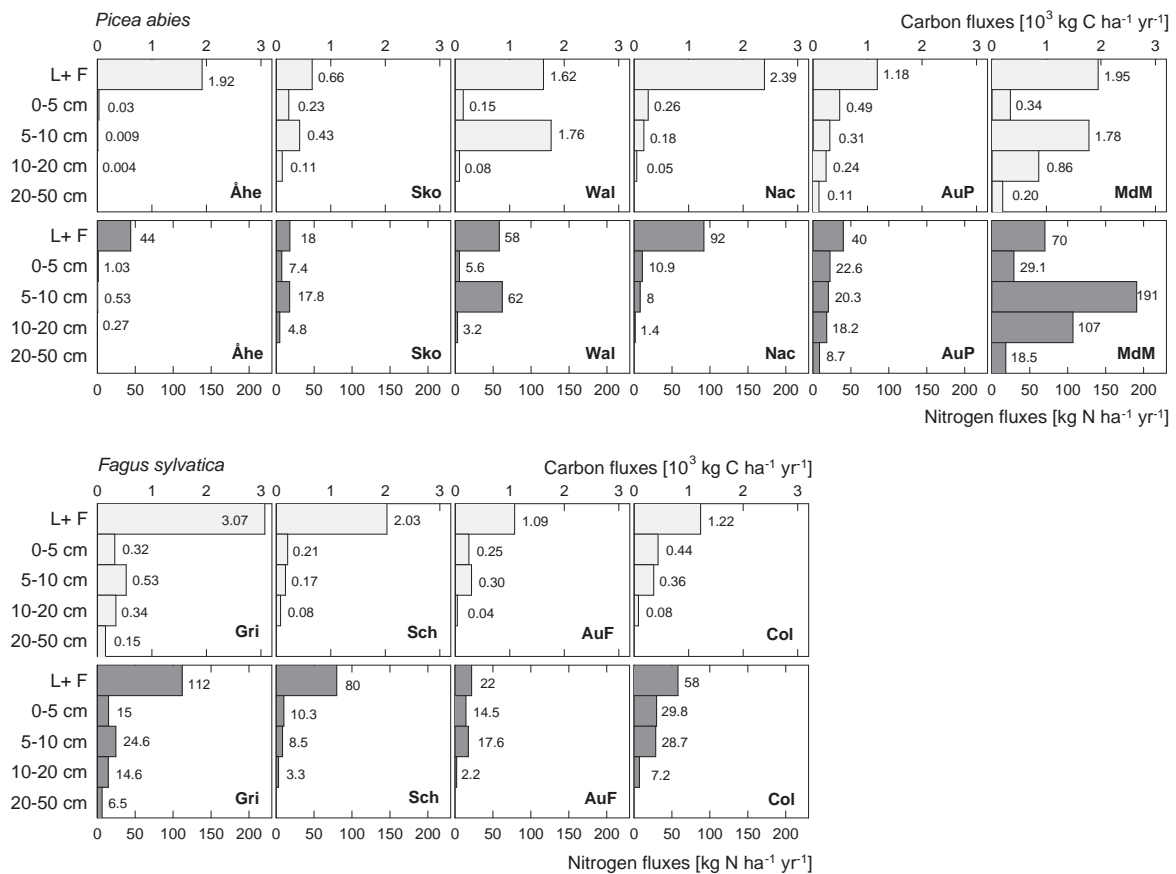 Picea abies
Carbon fluxes [10³ kg C ha⁻¹ yr⁻¹]
0 1 2 3 0 1 2 3 0 1 2 3 0 1 2 3 0 1 2 3 0 1 2 3
L+ F 1.92 0.66 1.62 2.39 1.18 1.95
0-5 cm 0.03 0.23 0.15 0.26 0.49 0.34
5-10 cm 0.009 0.43 1.76 0.18 0.31 1.78
10-20 cm 0.004 0.11 0.08 0.05 0.24 0.86
20-50 cm Åhe Sko Wal Nac 0.11 AuP 0.20 MdM
L+ F 44 18 58 92 40 70
0-5 cm 1.03 7.4 5.6 10.9 22.6 29.1
5-10 cm 0.53 17.8 62 8 20.3 191
10-20 cm 0.27 4.8 3.2 1.4 18.2 107
20-50 cm Åhe Sko Wal Nac 8.7 AuP 18.5 MdM
0 50 100 150 200 0 50 100 150 200 0 50 100 150 200 0 50 100 150 200 0 50 100 150 200 0 50 100 150 200
Nitrogen fluxes [kg N ha⁻¹ yr⁻¹]
Fagus sylvatica
Carbon fluxes [10³ kg C ha⁻¹ yr⁻¹]
0 1 2 3 0 1 2 3 0 1 2 3 0 1 2 3
L+ F 3.07 2.03 1.09 1.22
0-5 cm 0.32 0.21 0.25 0.44
5-10 cm 0.53 0.17 0.30 0.36
10-20 cm 0.34 0.08 0.04 0.08
20-50 cm 0.15 Gri Sch AuF Col
L+ F 112 80 22 58
0-5 cm 15 10.3 14.5 29.8
5-10 cm 24.6 8.5 17.6 28.7
10-20 cm 14.6 3.3 2.2 7.2
20-50 cm 6.5 Gri Sch AuF Col
0 50 100 150 200 0 50 100 150 200 0 50 100 150 200 0 50 100 150 200
Nitrogen fluxes [kg N ha⁻¹ yr⁻¹]